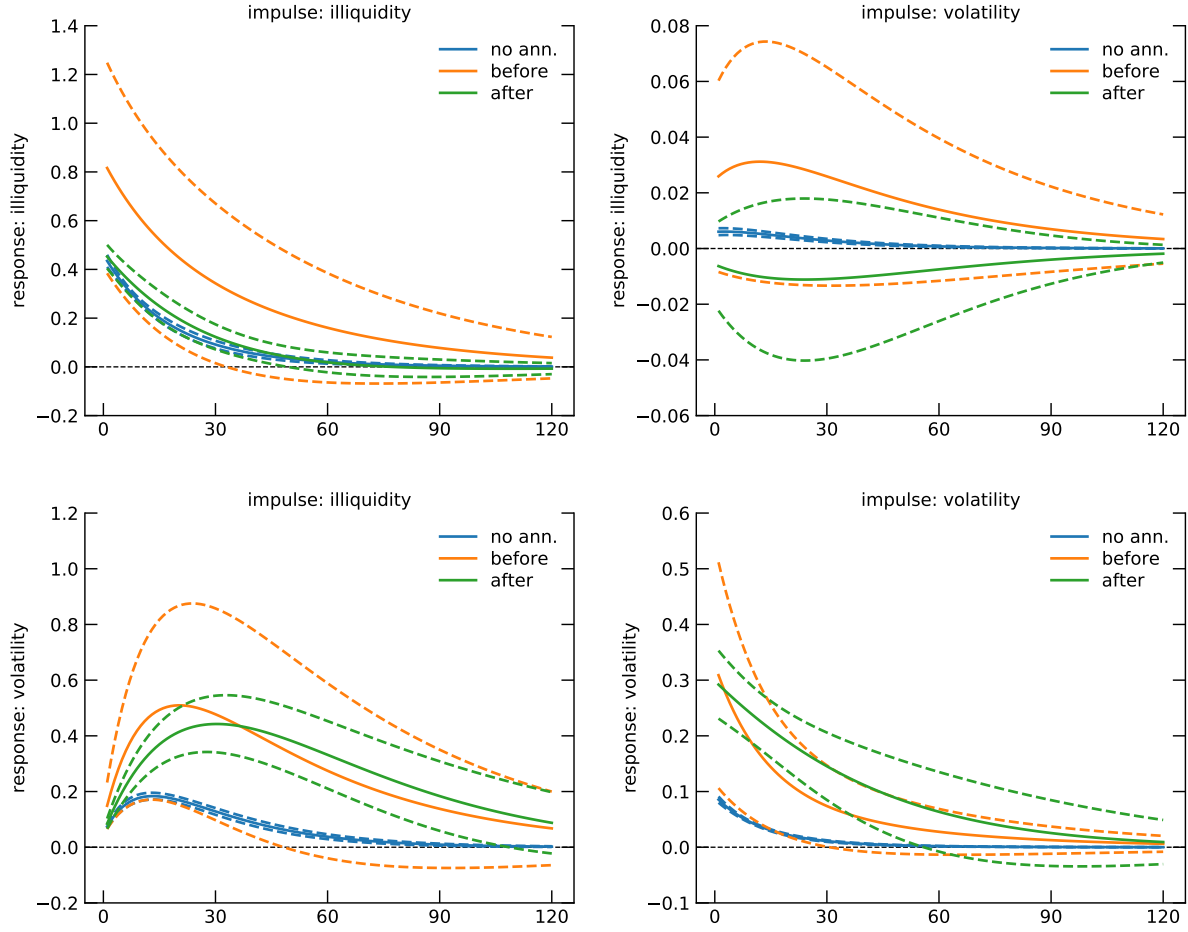 impulse: illiquidity
response: illiquidity
1.4
1.2
1.0
0.8
0.6
0.4
0.2
0.0
−0.2
0 30 60 90 120
no ann.
before
after
impulse: volatility
response: illiquidity
0.08
0.06
0.04
0.02
0.00
−0.02
−0.04
−0.06
0 30 60 90 120
no ann.
before
after
impulse: illiquidity
response: volatility
1.2
1.0
0.8
0.6
0.4
0.2
0.0
−0.2
0 30 60 90 120
no ann.
before
after
impulse: volatility
response: volatility
0.6
0.5
0.4
0.3
0.2
0.1
0.0
−0.1
0 30 60 90 120
no ann.
before
after